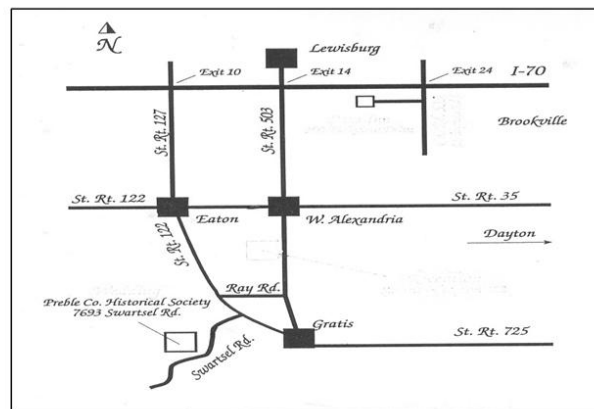 N
Lewisburg
Exit 10
Exit 14
Exit 24
I-70
St. Rt. 127
St. Rt. 503
Brookville
St. Rt. 122
St. Rt. 35
Eaton
W. Alexandria
St. Rt. 122
Dayton
Ray Rd.
Preble Co. Historical Society
7693 Swartsel Rd.
Gratis
St. Rt. 725
Swartsel Rd.